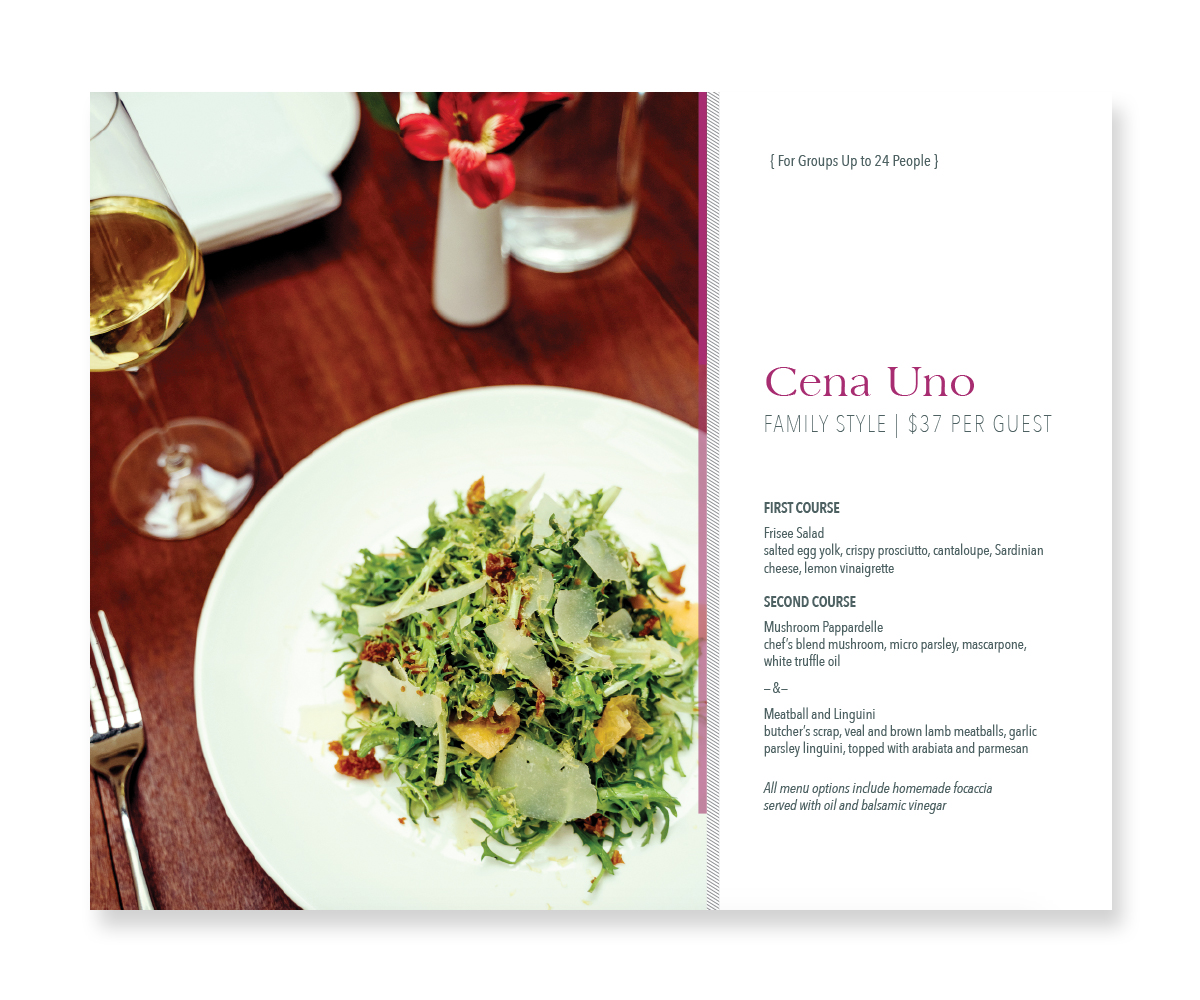 { For Groups Up to 24 People }
Cena Uno
FAMILY STYLE | $37 PER GUEST
FIRST COURSE
Frisee Salad
salted egg yolk, crispy prosciutto, cantaloupe, Sardinian
cheese, lemon vinaigrette
SECOND COURSE
Mushroom Pappardelle
chef's blend mushroom, micro parsley, mascarpone,
white truffle oil
–&–
Meatball and Linguini
butcher's scrap, veal and brown lamb meatballs, garlic
parsley linguini, topped with arabiata and parmesan
All menu options include homemade focaccia
served with oil and balsamic vinegar